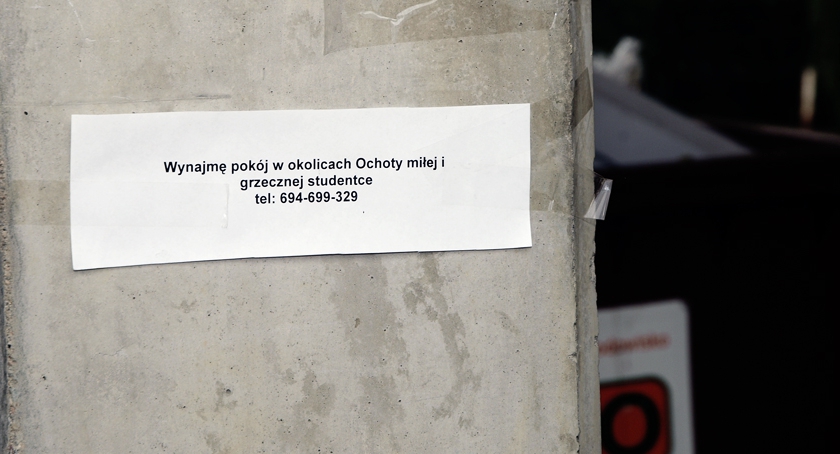 Wynajmę pokój w okolicach Ochoty miłej i
grzecznej studentce
tel: 694-699-329